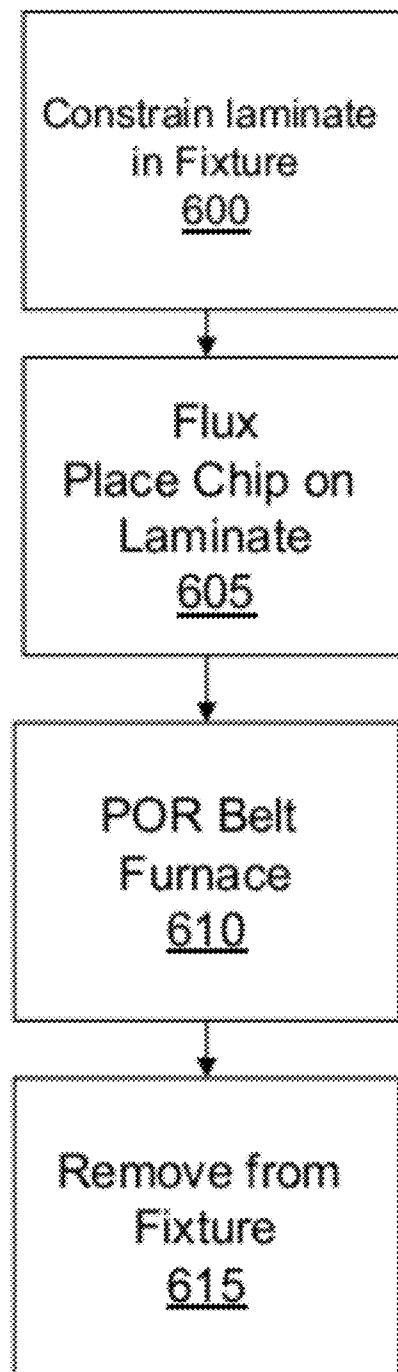 Constrain laminate
in Fixture
600
Flux
Place Chip on
Laminate
605
POR Belt
Furnace
610
Remove from
Fixture
615